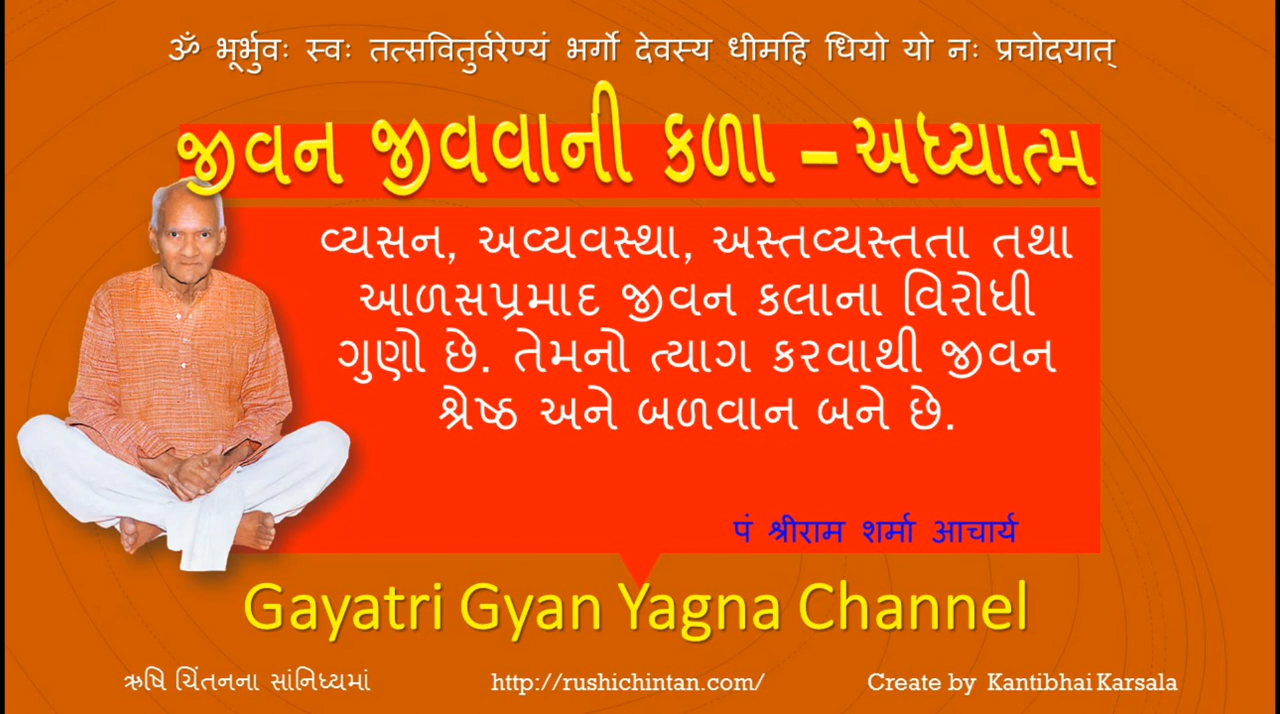 ૐ भूर्भुवः स्वः तत्सवितुर्वरेण्यं भर्गो देवस्य धीमहि धियो यो नः प्रचोदयात्
જીવન જીવવાની કળા – અધ્યાત્મ
વ્યસન, અવ્યવસ્થા, અસ્તવ્યસ્તતા તથા
આળસપ્રમાદ જીવન કલાના વિરોધી
ગુણો છે. તેમનો ત્યાગ કરવાથી જીવન
શ્રેષ્ઠ અને બળવાન બને છે.
पं श्रीराम शर्मा आचार्य
Gayatri Gyan Yagna Channel
ઋષિ ચિંતનના સાંનિધ્યમાં http://rushichintan.com/ Create by Kantibhai Karsala